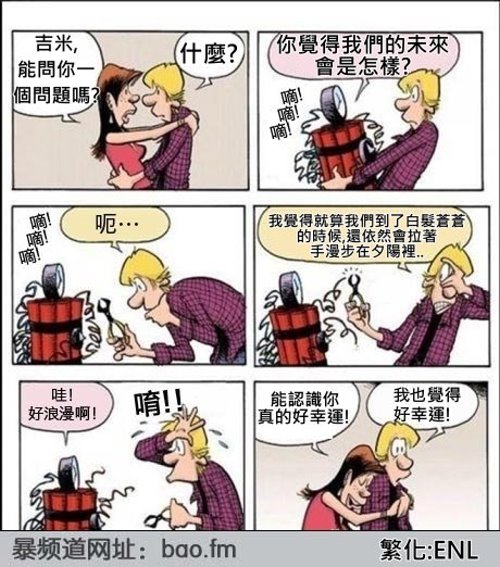 吉米,
能問你一
個問題嗎?
什麼?
你覺得我們的未來
會是怎樣?
嘀!
嘀!
嘀!
嘀!
嘀!
嘀!
呃…
我覺得就算我們到了白髮蒼蒼
的時候,還依然會拉著
手漫步在夕陽裡..
哇!
好浪漫啊!
唷!!
能認識你
真的好幸運!
我也覺得
好幸運!
暴频道网址：bao.fm
繁化:ENL